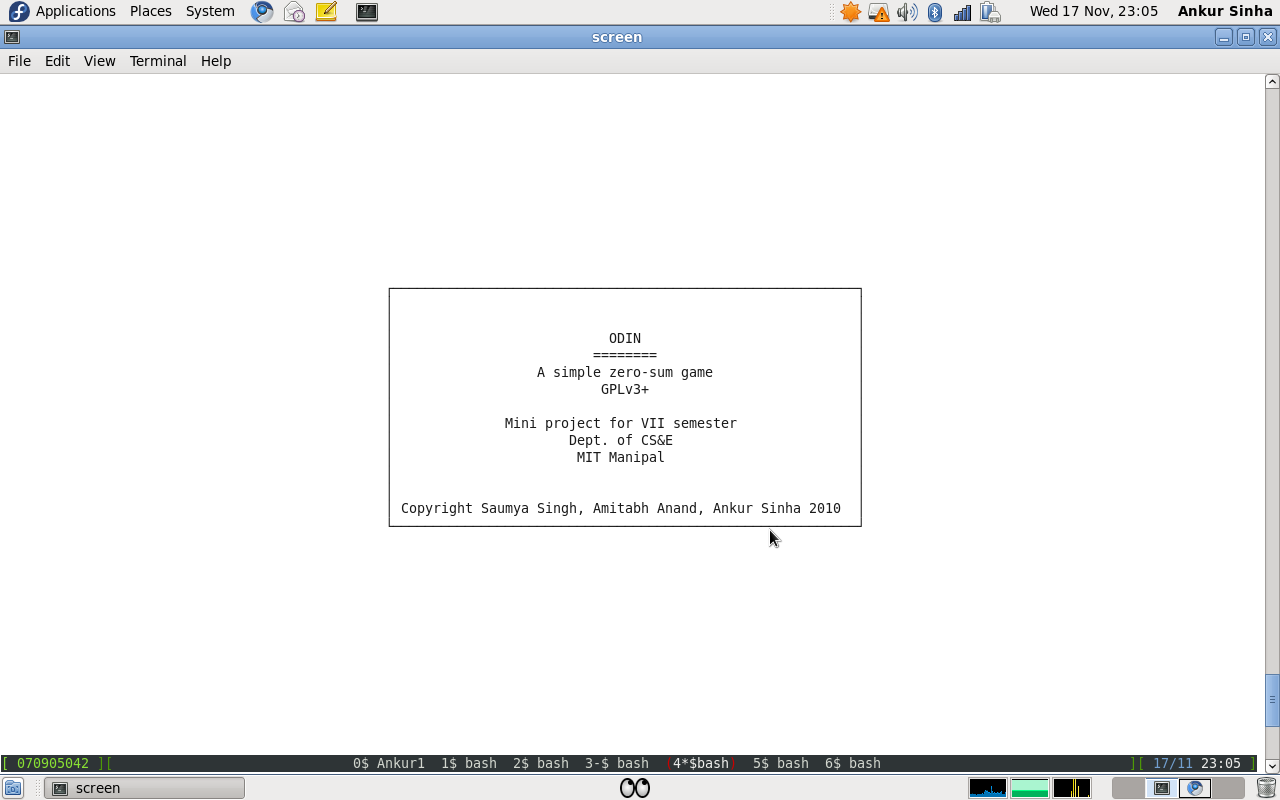 Applications Places System Wed 17 Nov, 23:05 Ankur Sinha
screen
File Edit View Terminal Help
ODIN
========
A simple zero-sum game
GPLv3+
Mini project for VII semester
Dept. of CS&E
MIT Manipal
Copyright Saumya Singh, Amitabh Anand, Ankur Sinha 2010
[ 070905042 ][ 0$ Ankur1 1$ bash 2$ bash 3-$ bash (4*$bash) 5$ bash 6$ bash ][ 17/11 23:05 ]
screen